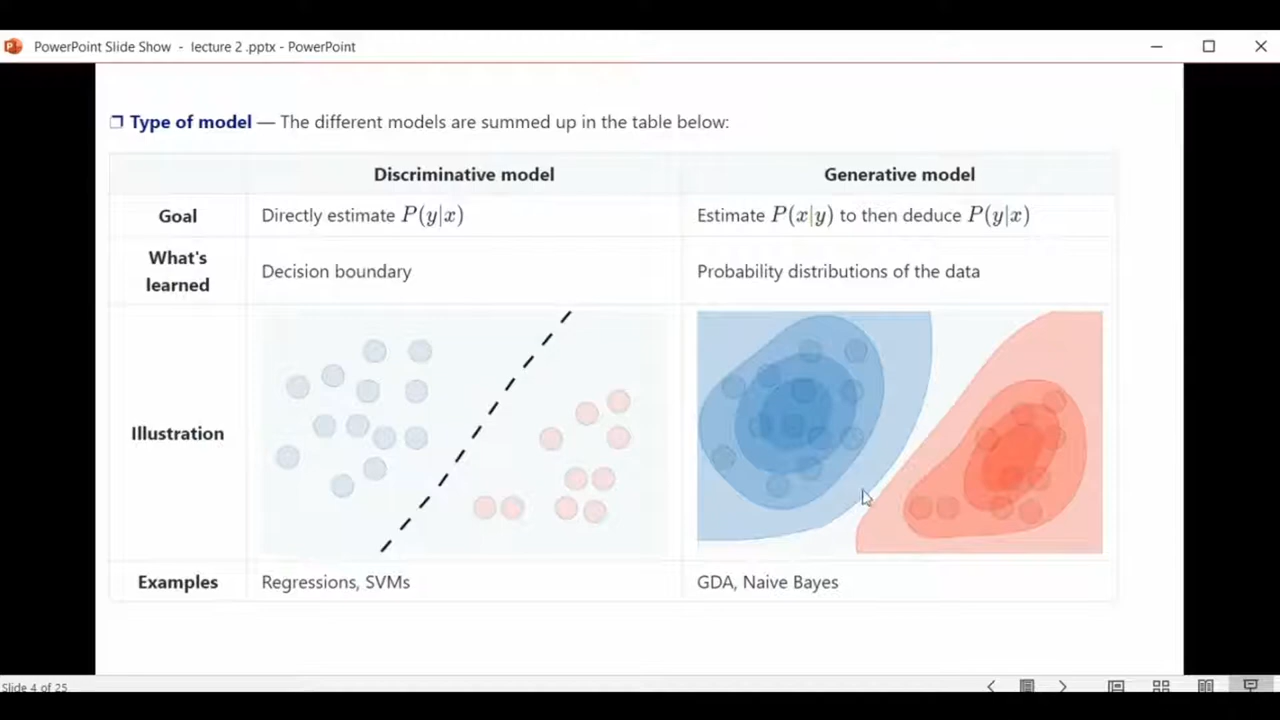 PowerPoint Slide Show - lecture 2 .pptx - PowerPoint
❐ Type of model — The different models are summed up in the table below:
Discriminative model
Generative model
Goal
Directly estimate P(y|x)
Estimate P(x|y) to then deduce P(y|x)
What's
learned
Decision boundary
Probability distributions of the data
Illustration
Examples
Regressions, SVMs
GDA, Naive Bayes
Slide 4 of 25